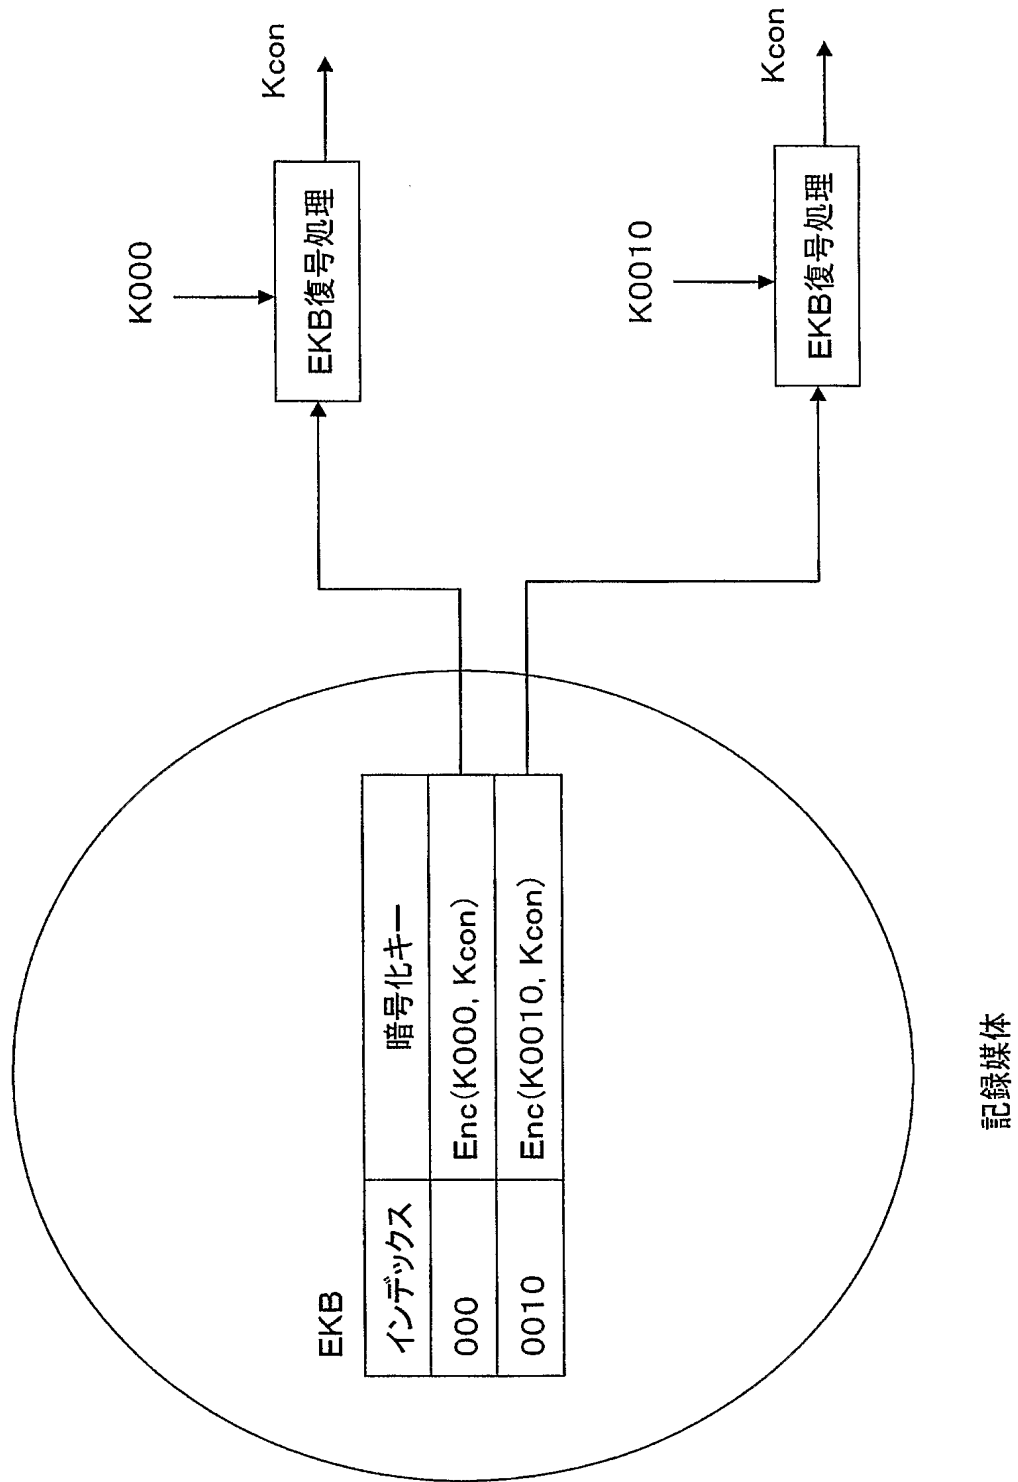 EKB
インデックス 暗号化キー
000 Enc(K000, Kcon)
0010 Enc(K0010, Kcon)
K000
EKB復号処理
Kcon
K0010
EKB復号処理
Kcon
記録媒体